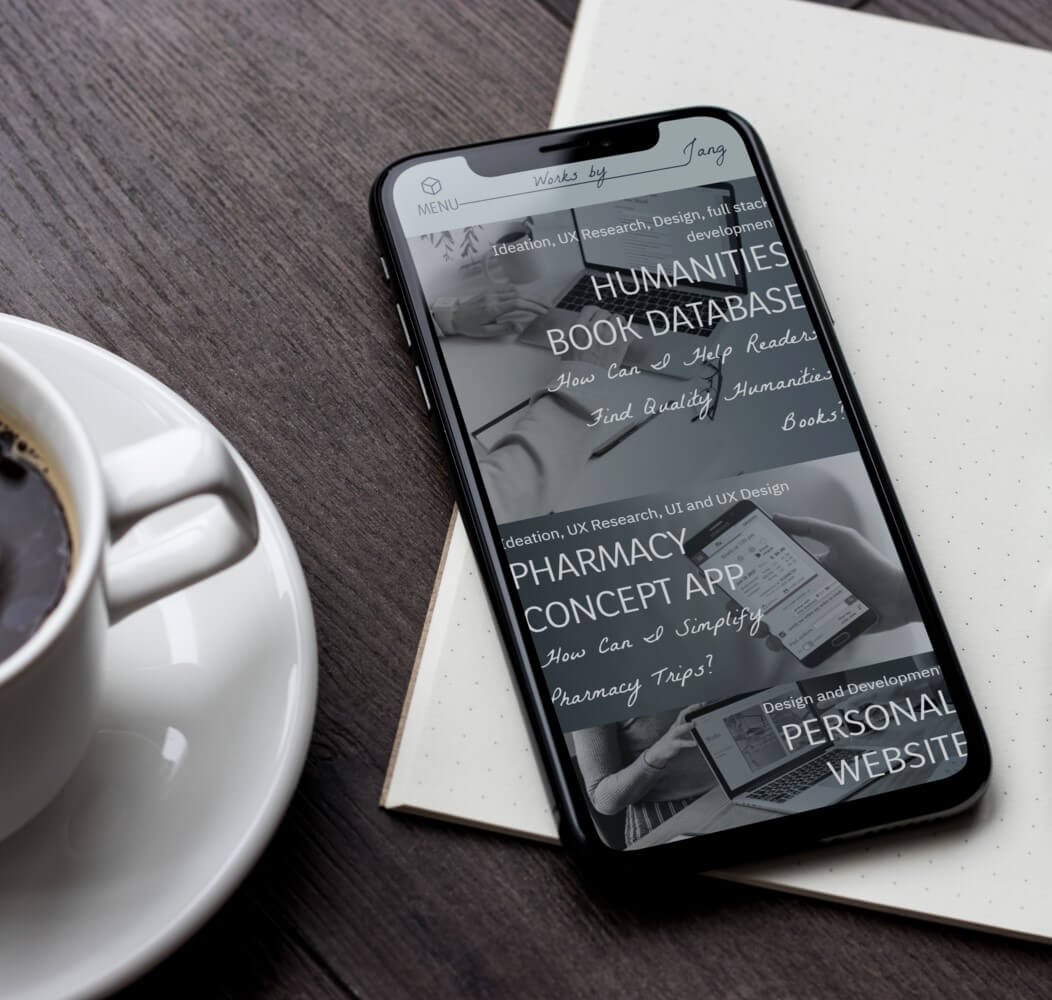 MENU
Works by Jang
Ideation, UX Research, Design, full stack
development
HUMANITIES
BOOK DATABASE
How Can I Help Readers
Find Quality Humanities
Books?
Ideation, UX Research, UI and UX Design
PHARMACY
CONCEPT APP
How Can I Simplify
Pharmacy Trips?
Design and Development
PERSONAL
WEBSITE